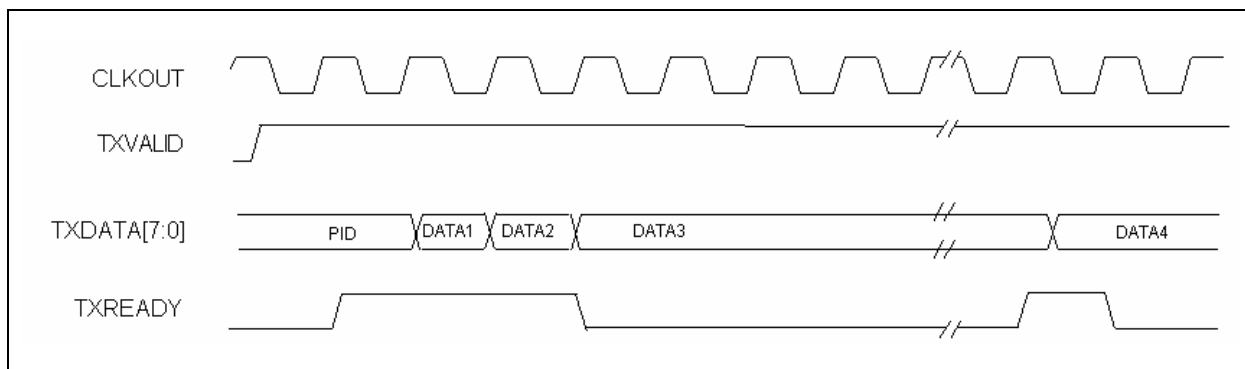 CLKOUT
TXVALID
TXDATA[7:0] PID DATA1 DATA2 DATA3 DATA4
TXREADY